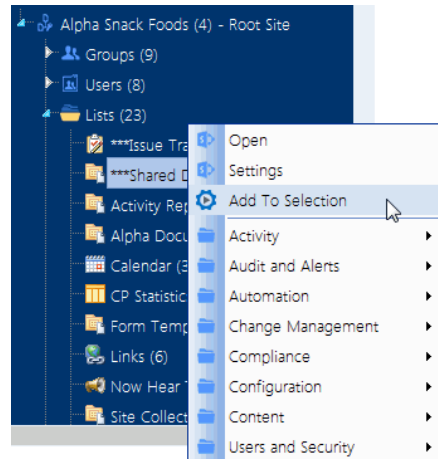 Alpha Snack Foods (4) - Root Site
Groups (9)
Users (8)
Lists (23)
***Issue Tra
***Shared D
Activity Rep
Alpha Docu
Calendar (3
CP Statistic
Form Temp
Links (6)
Now Hear T
Site Collect
Open
Settings
Add To Selection
Activity
Audit and Alerts
Automation
Change Management
Compliance
Configuration
Content
Users and Security